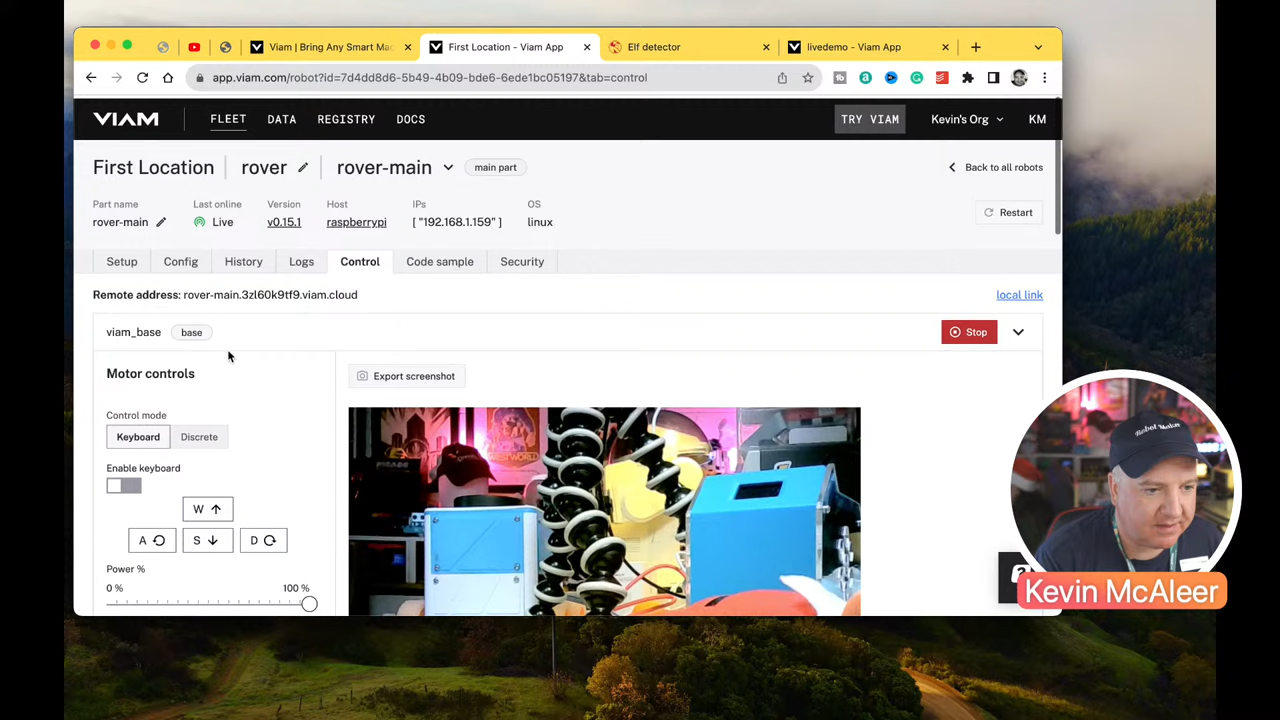 Viam | Bring Any Smart Ma
First Location - Viam App
Elf detector
livedemo - Viam App
app.viam.com/robot?id=7d4dd8d6-5b49-4b09-bde6-6ede1bc05197&tab=control
VIAM
FLEET
DATA
REGISTRY
DOCS
TRY VIAM
Kevin's Org
KM
First Location
rover
rover-main
main part
Back to all robots
Part name
Last online
Version
Host
IPs
OS
rover-main
Live
v0.15.1
raspberrypi
[ "192.168.1.159" ]
linux
Restart
Setup
Config
History
Logs
Control
Code sample
Security
Remote address: rover-main.3zl60k9tf9.viam.cloud
local link
viam_base
base
Stop
Motor controls
Export screenshot
Control mode
Keyboard
Discrete
Enable keyboard
W
A
S
D
Power %
0 %
100 %
WESTWORLD
Robot Maker
Kevin McAleer